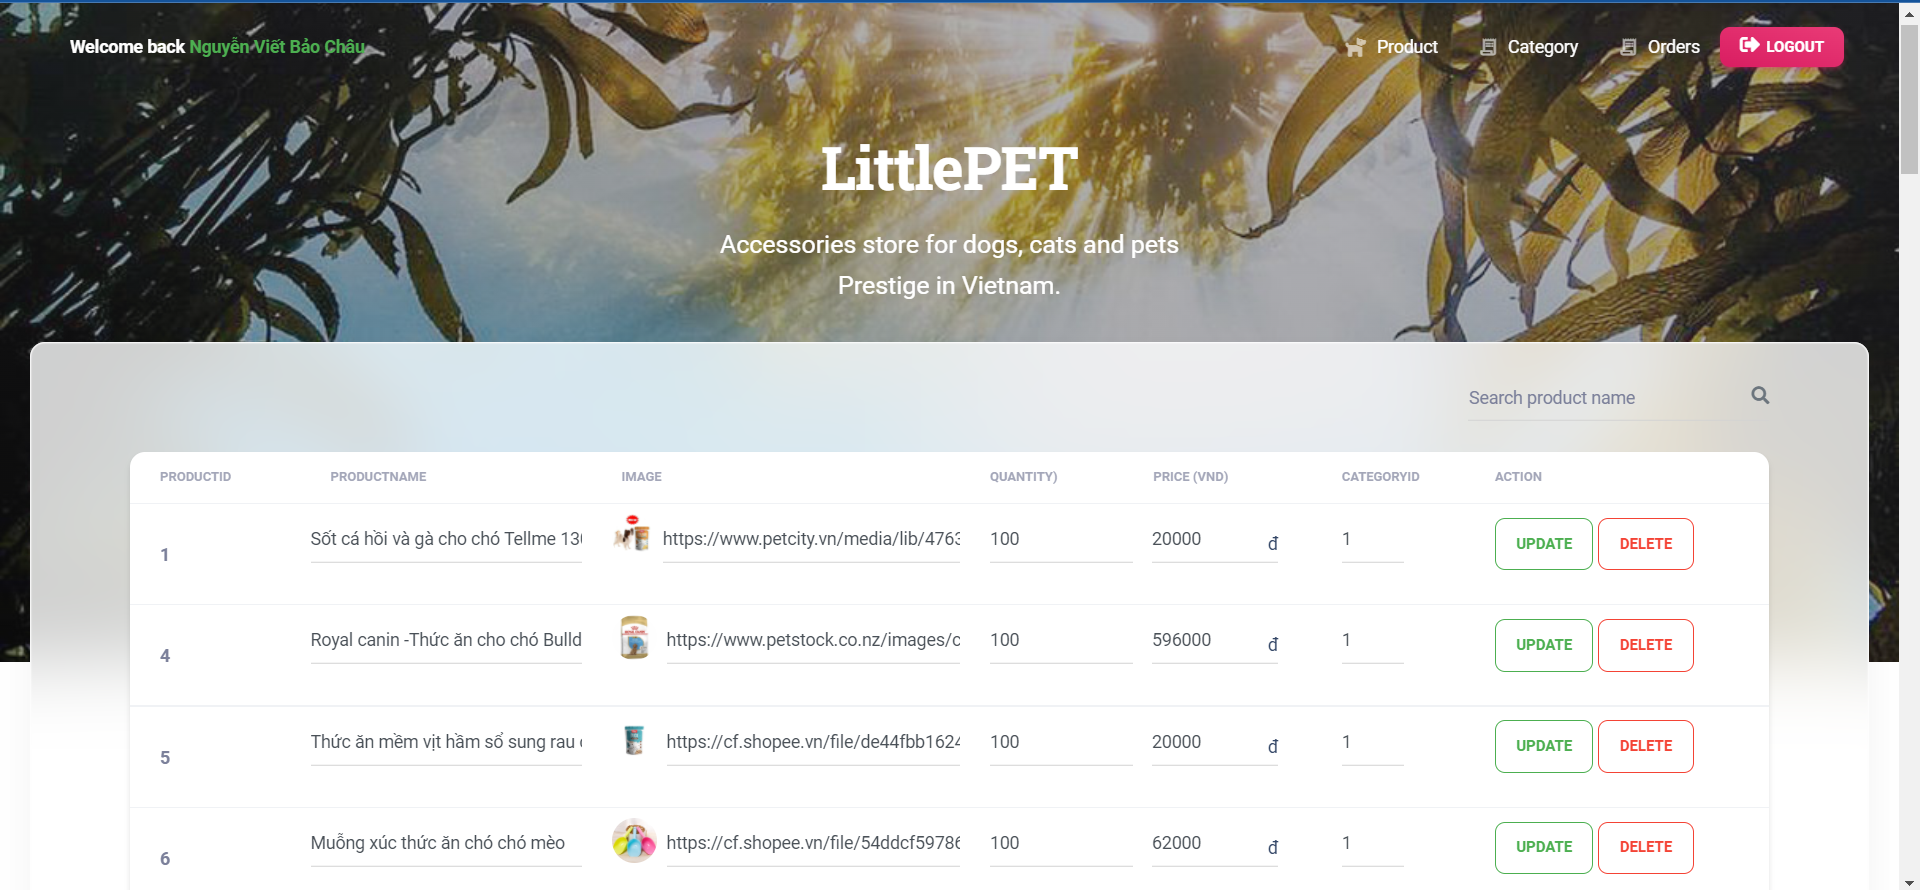 Welcome back Nguyễn Viết Bảo Châu
Product
Category
Orders
LOGOUT
LittlePET
Accessories store for dogs, cats and pets
Prestige in Vietnam.
Search product name
PRODUCTID PRODUCTNAME IMAGE QUANTITY) PRICE (VND) CATEGORYID ACTION
1 Sốt cá hồi và gà cho chó Tellme 130 https://www.petcity.vn/media/lib/4763 100 20000 đ 1 UPDATE DELETE
4 Royal canin -Thức ăn cho chó Bulld https://www.petstock.co.nz/images/c 100 596000 đ 1 UPDATE DELETE
5 Thức ăn mềm vịt hầm sổ sung rau https://cf.shopee.vn/file/de44fbb1624 100 20000 đ 1 UPDATE DELETE
6 Muỗng xúc thức ăn chó chó mèo https://cf.shopee.vn/file/54ddcf59786 100 62000 đ 1 UPDATE DELETE